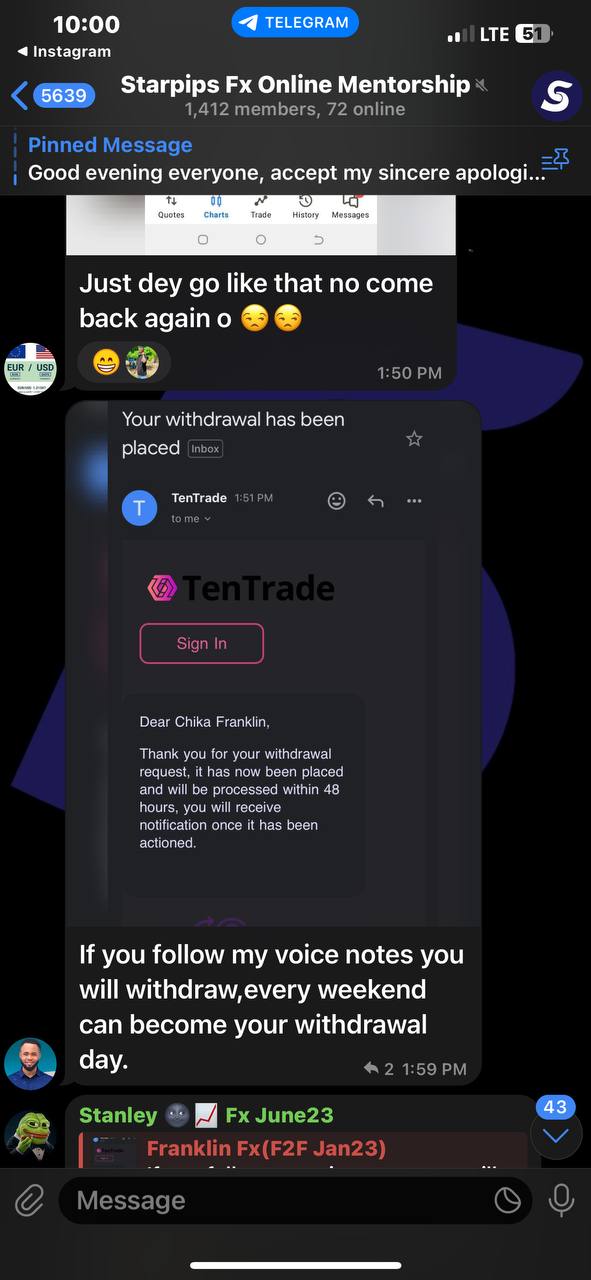 10:00
TELEGRAM
LTE 51
◀ Instagram
5639
Starpips Fx Online Mentorship
1,412 members, 72 online
Pinned Message
Good evening everyone, accept my sincere apologi...
Quotes Charts Trade History Messages
Just dey go like that no come
back again o 😒😒
😁
1:50 PM
EUR / USD
Your withdrawal has been
placed Inbox
T
TenTrade 1:51 PM
to me
TenTrade
Sign In
Dear Chika Franklin,
Thank you for your withdrawal
request, it has now been placed
and will be processed within 48
hours, you will receive
notification once it has been
actioned.
If you follow my voice notes you
will withdraw,every weekend
can become your withdrawal
day.
2 1:59 PM
Stanley 🌚📈 Fx June23
43
Franklin Fx(F2F Jan23)
Message